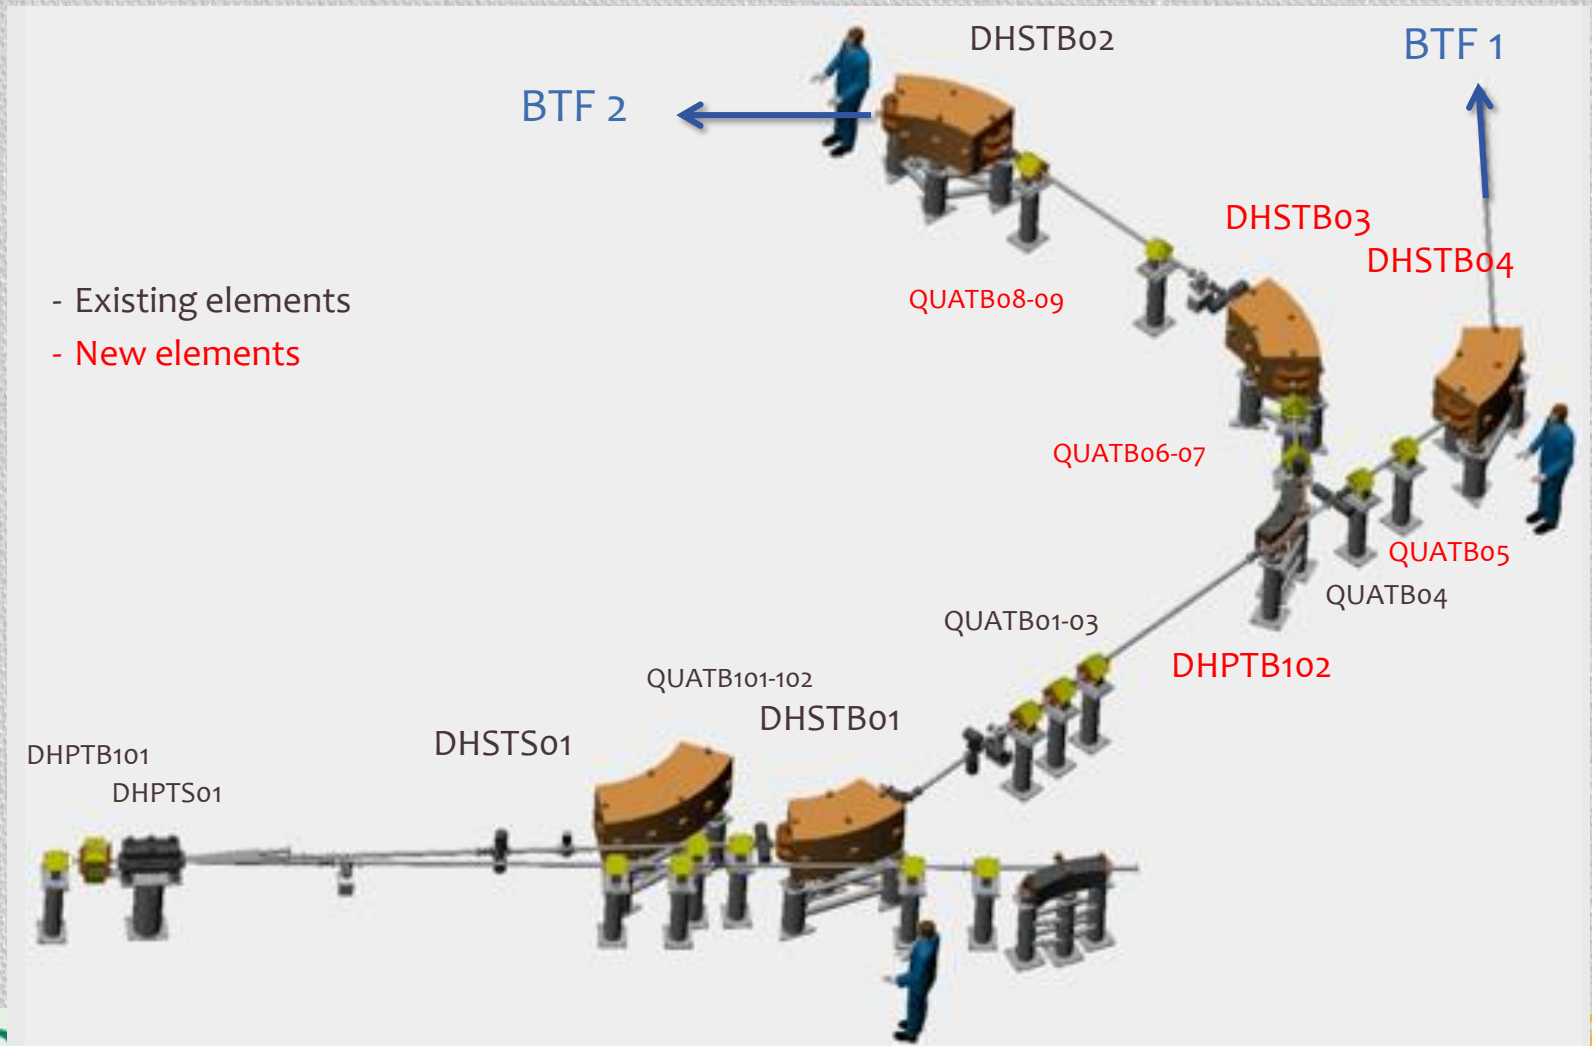 DHSTB02
BTF 1
BTF 2
DHSTB03
DHSTB04
- Existing elements
QUATB08-09
- New elements
QUATB06-07
QUATB05
QUATB04
QUATB01-03
DHPTB102
QUATB101-102
DHSTB01
DHSTS01
DHPTB101
DHPTS01